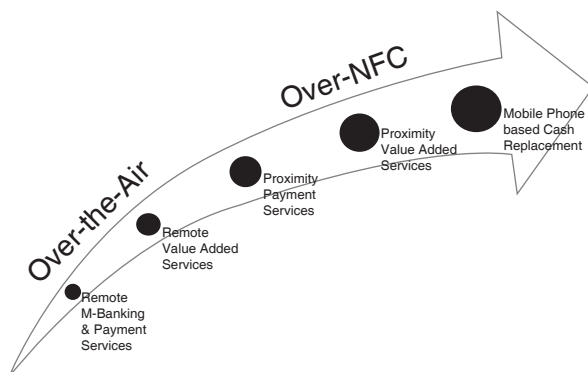 Over-the-Air
Over-NFC
Remote
M-Banking
& Payment
Services
Remote
Value Added
Services
Proximity
Payment
Services
Proximity
Value Added
Services
Mobile Phone
based Cash
Replacement